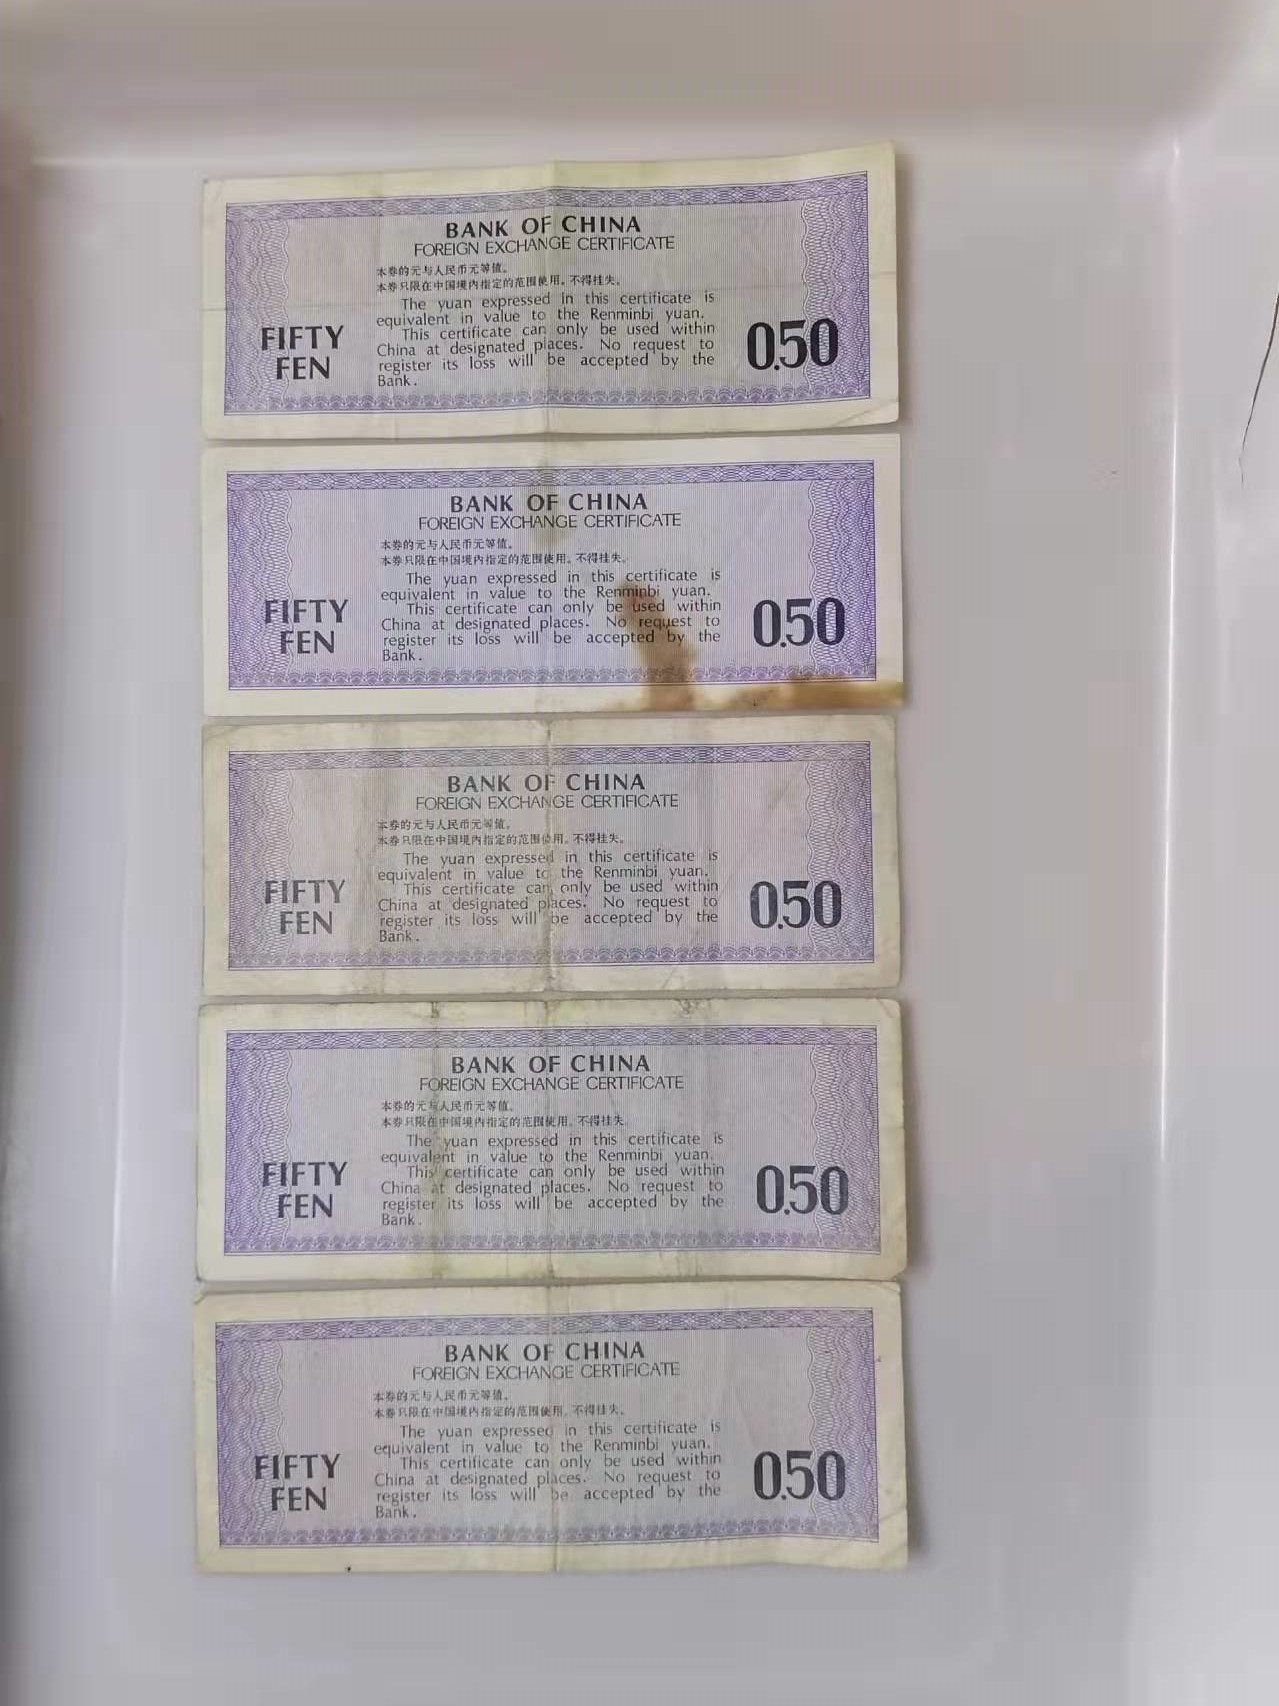 BANK OF CHINA
FOREIGN EXCHANGE CERTIFICATE
本券的元与人民币元等值。
本券只限在中国境内指定的范围使用。不得挂失。
The yuan expressed in this certificate is
equivalent in value to the Renminbi yuan.
This certificate can only be used within
China at designated places. No request to
register its loss will be accepted by the
Bank.
FIFTY
FEN
0.50
BANK OF CHINA
FOREIGN EXCHANGE CERTIFICATE
本券的元与人民币元等值。
本券只限在中国境内指定的范围使用。不得挂失。
The yuan expressed in this certificate is
equivalent in value to the Renminbi yuan.
This certificate can only be used within
China at designated places. No request to
register its loss will be accepted by the
Bank.
FIFTY
FEN
0.50
BANK OF CHINA
FOREIGN EXCHANGE CERTIFICATE
本券的元与人民币元等值。
本券只限在中国境内指定的范围使用。不得挂失。
The yuan expressed in this certificate is
equivalent in value to the Renminbi yuan.
This certificate can only be used within
China at designated places. No request to
register its loss will be accepted by the
Bank.
FIFTY
FEN
0.50
BANK OF CHINA
FOREIGN EXCHANGE CERTIFICATE
本券的元与人民币元等值。
本券只限在中国境内指定的范围使用。不得挂失。
The yuan expressed in this certificate is
equivalent in value to the Renminbi yuan.
This certificate can only be used within
China at designated places. No request to
register its loss will be accepted by the
Bank.
FIFTY
FEN
0.50
BANK OF CHINA
FOREIGN EXCHANGE CERTIFICATE
本券的元与人民币元等值。
本券只限在中国境内指定的范围使用。不得挂失。
The yuan expressed in this certificate is
equivalent in value to the Renminbi yuan.
This certificate can only be used within
China at designated places. No request to
register its loss will be accepted by the
Bank.
FIFTY
FEN
0.50